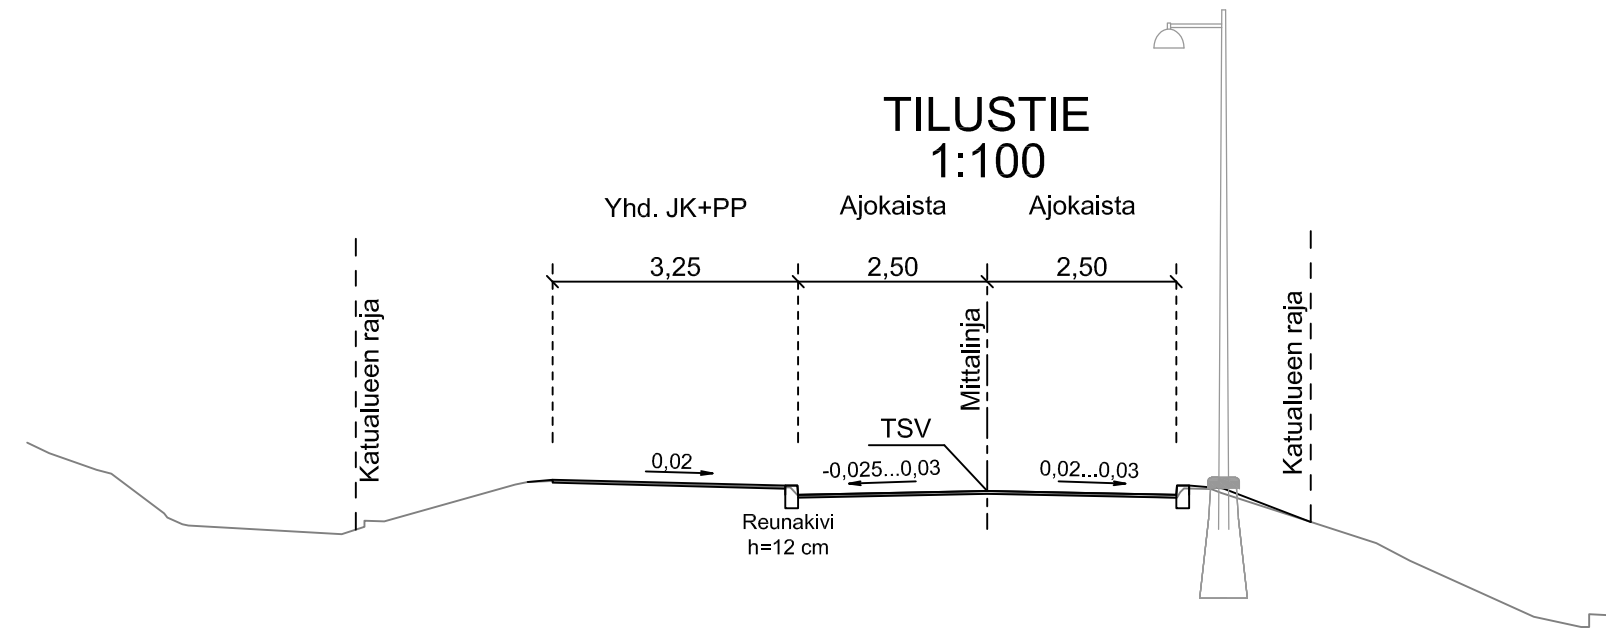 TILUSTIE
1:100
Yhd. JK+PP
Ajokaista
Ajokaista
3,25
2,50
2,50
Katualueen raja
Mittalinja
Katualueen raja
TSV
0,02
-0,025...0,03
0,02...0,03
Reunakivi
h=12 cm